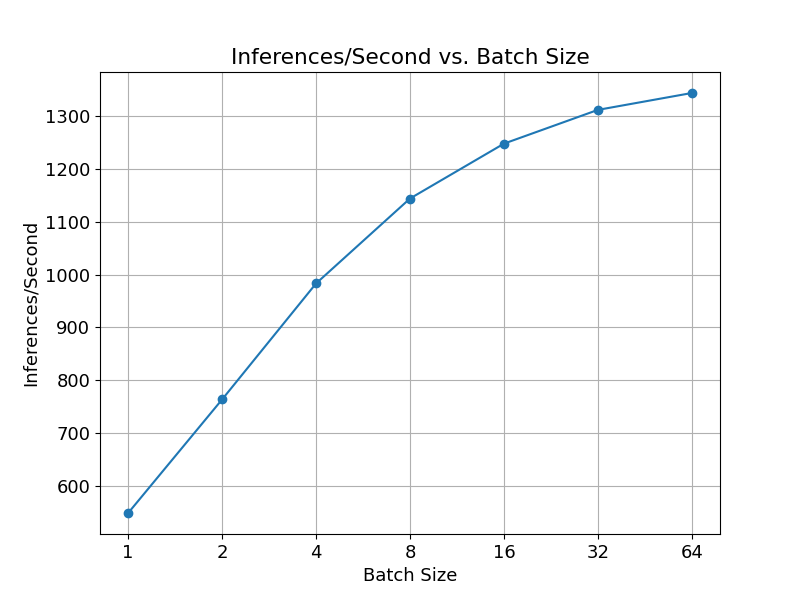 Inferences/Second vs. Batch Size
Inferences/Second
1300
1200
1100
1000
900
800
700
600
1 2 4 8 16 32 64
Batch Size